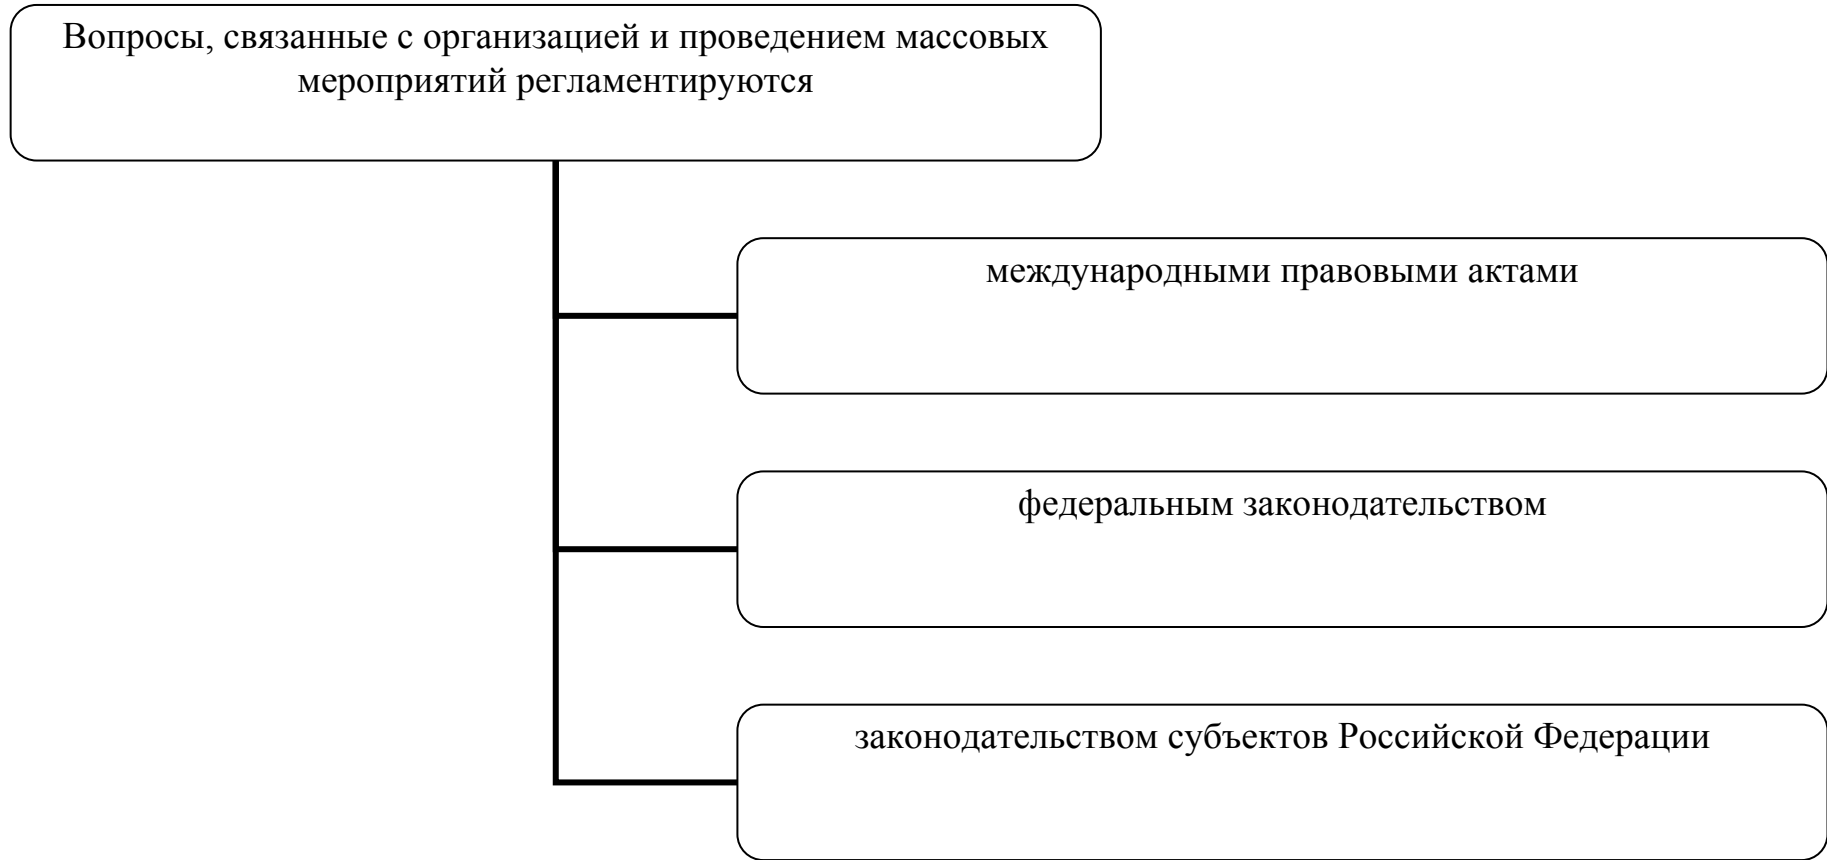 Вопросы, связанные с организацией и проведением массовых
мероприятий регламентируются
международными правовыми актами
федеральным законодательством
законодательством субъектов Российской Федерации